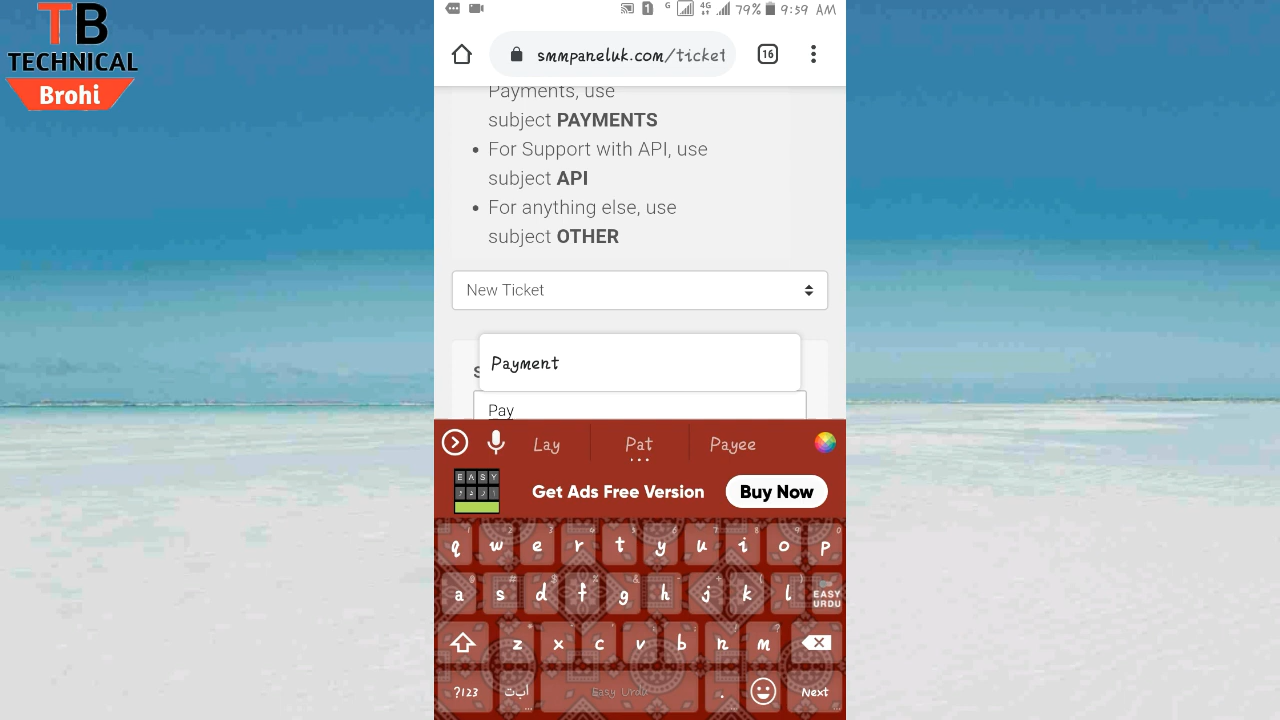 TB
TECHNICAL
Brohi
1 G 4G 79% 9:59 AM
smmpaneluk.com/ticket
16
Payments, use
subject PAYMENTS
For Support with API, use
subject API
For anything else, use
subject OTHER
New Ticket
Payment
Pay
Lay Pat Payee
EASY
Get Ads Free Version
Buy Now
q w e r t y u i o p
a s d f g h j k l EASY URDU
z x c v b n m
?123 أ ب ت Easy Urdu . Next